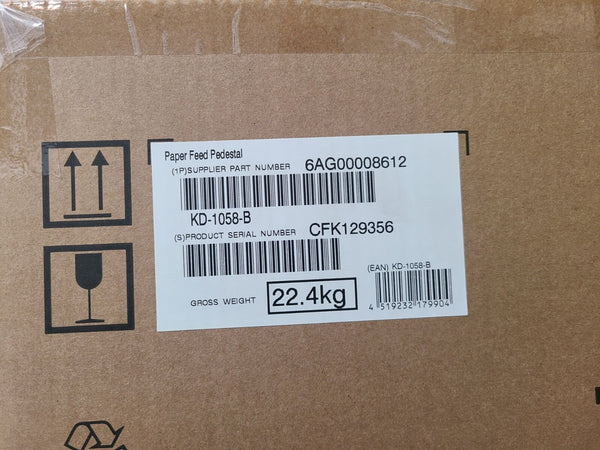 Paper Feed Pedestal
(1P)SUPPLIER PART NUMBER 6AG00008612
KD-1058-B
(S)PRODUCT SERIAL NUMBER CFK129356
(EAN) KD-1058-B
GROSS WEIGHT 22.4kg
4 519232 179904